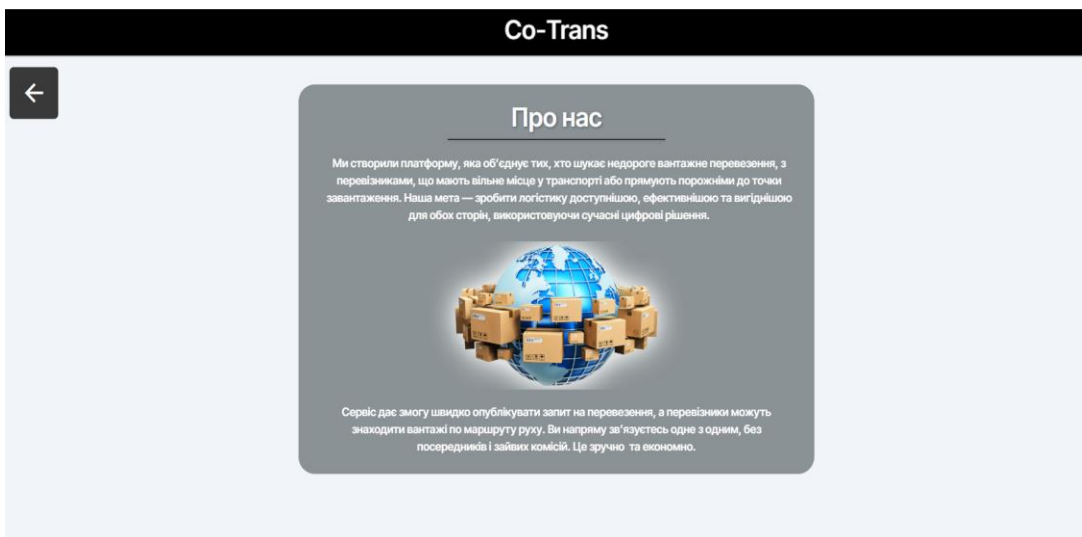 Co-Trans
Про нас
Ми створили платформу, яка об’єднує тих, хто шукає недороге вантажне перевезення, з
перевізниками, що мають вільне місце у транспорті або прямують порожніми до точки
завантаження. Наша мета — зробити логістику доступнішою, ефективнішою та вигіднішою
для обох сторін, використовуючи сучасні цифрові рішення.
Сервіс дає змогу швидко опублікувати запит на перевезення, а перевізники можуть
знаходити вантажі по маршруту руху. Ви напряму зв’язуєтесь одне з одним, без
посередників і зайвих комісій. Це зручно  та економно.